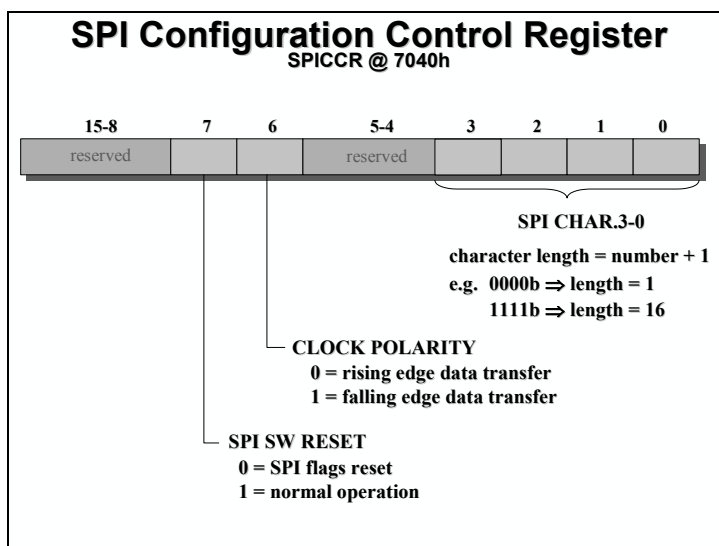 SPI Configuration Control Register
SPICCR @ 7040h
15-8 7 6 5-4 3 2 1 0
reserved reserved
SPI CHAR.3-0
character length = number + 1
e.g. 0000b ⇒ length = 1
1111b ⇒ length = 16
CLOCK POLARITY
0 = rising edge data transfer
1 = falling edge data transfer
SPI SW RESET
0 = SPI flags reset
1 = normal operation